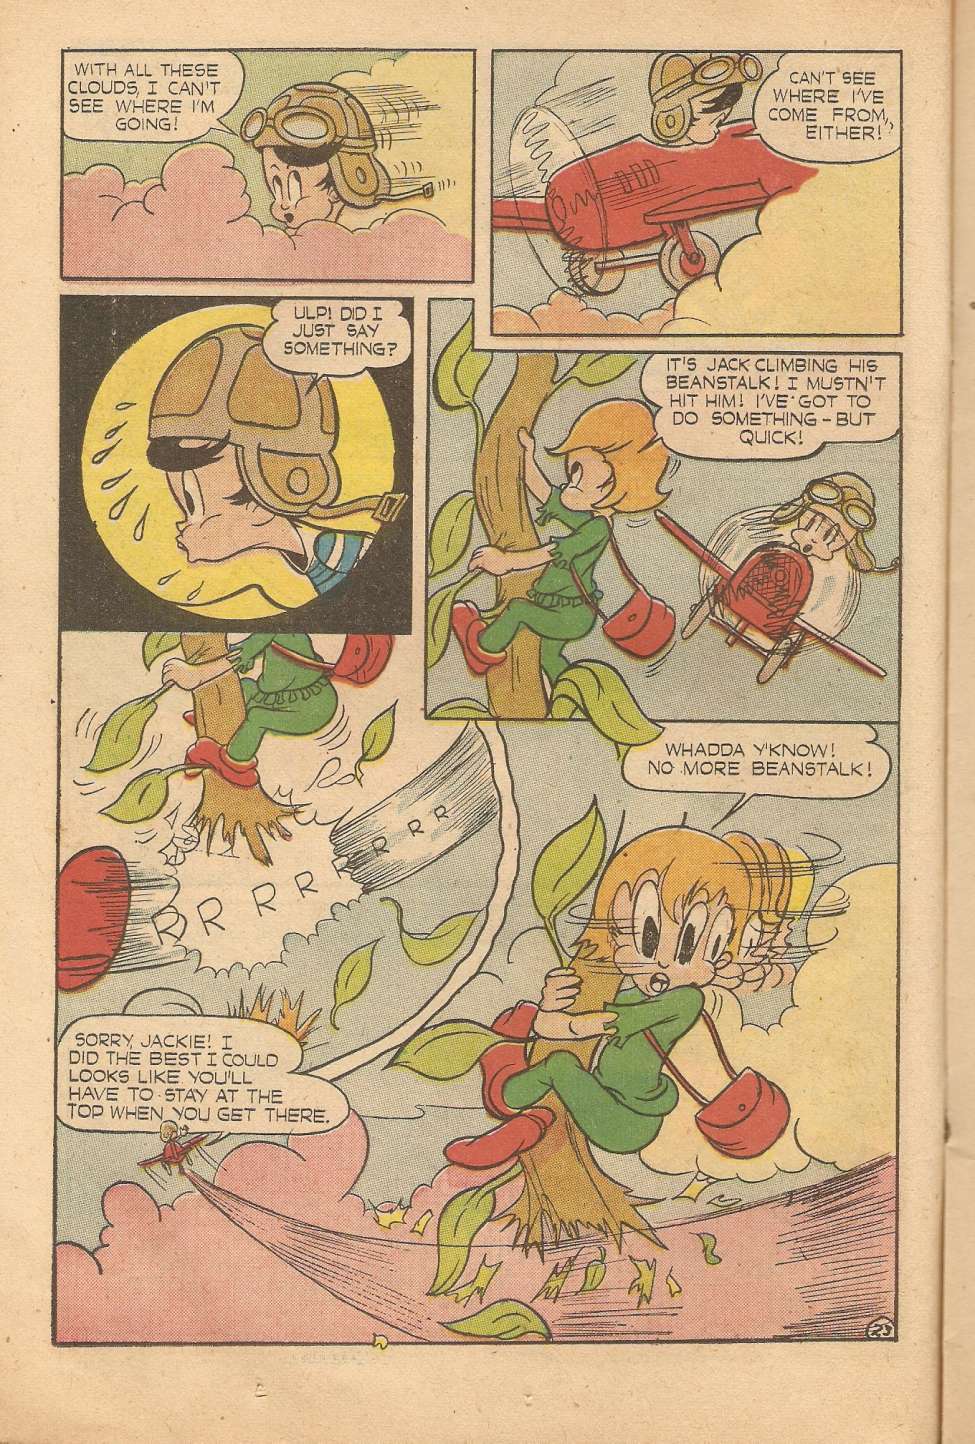 WITH ALL THESE
CLOUDS, I CAN'T
SEE WHERE I'M
GOING!
CAN'T SEE
WHERE I'VE
COME FROM,
EITHER!
ULP! DID I
JUST SAY
SOMETHING?
IT'S JACK CLIMBING HIS
BEANSTALK! I MUSTN'T
HIT HIM! I'VE GOT TO
DO SOMETHING - BUT
QUICK!
RR R R R R R R R
WHADDA Y'KNOW!
NO MORE BEANSTALK!
SORRY, JACKIE! I
DID THE BEST I COULD
LOOKS LIKE YOU'LL
HAVE TO STAY AT THE
TOP WHEN YOU GET THERE.
23